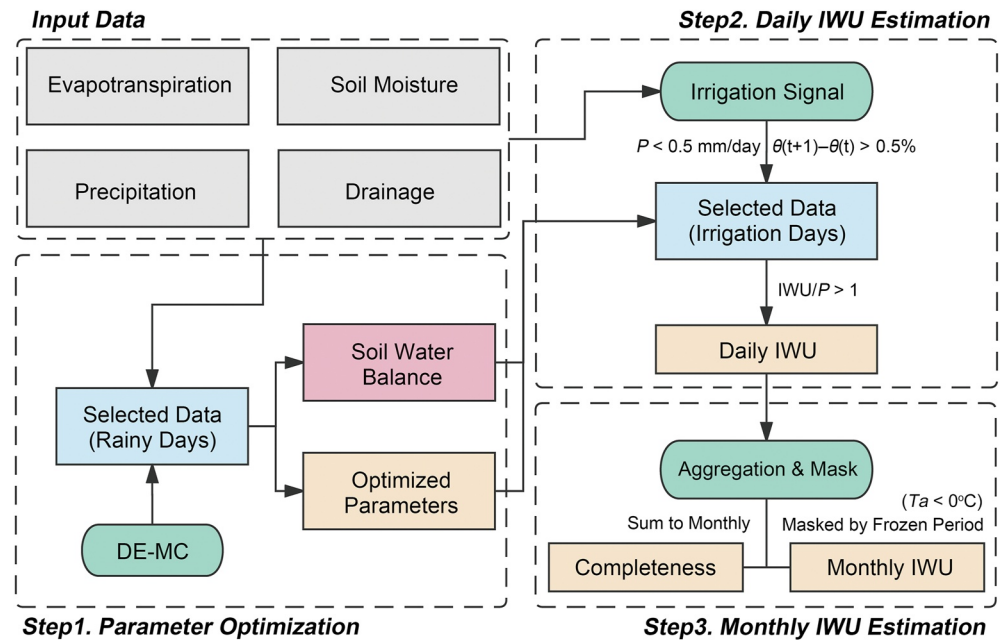 Input Data
Evapotranspiration
Soil Moisture
Precipitation
Drainage
Selected Data
(Rainy Days)
DE-MC
Soil Water
Balance
Optimized
Parameters
Step1. Parameter Optimization
Step2. Daily IWU Estimation
Irrigation Signal
P < 0.5 mm/day
θ(t+1)–θ(t) > 0.5%
Selected Data
(Irrigation Days)
IWU/P > 1
Daily IWU
Aggregation & Mask
Sum to Monthly
(Ta < 0°C)
Masked by Frozen Period
Completeness
Monthly IWU
Step3. Monthly IWU Estimation